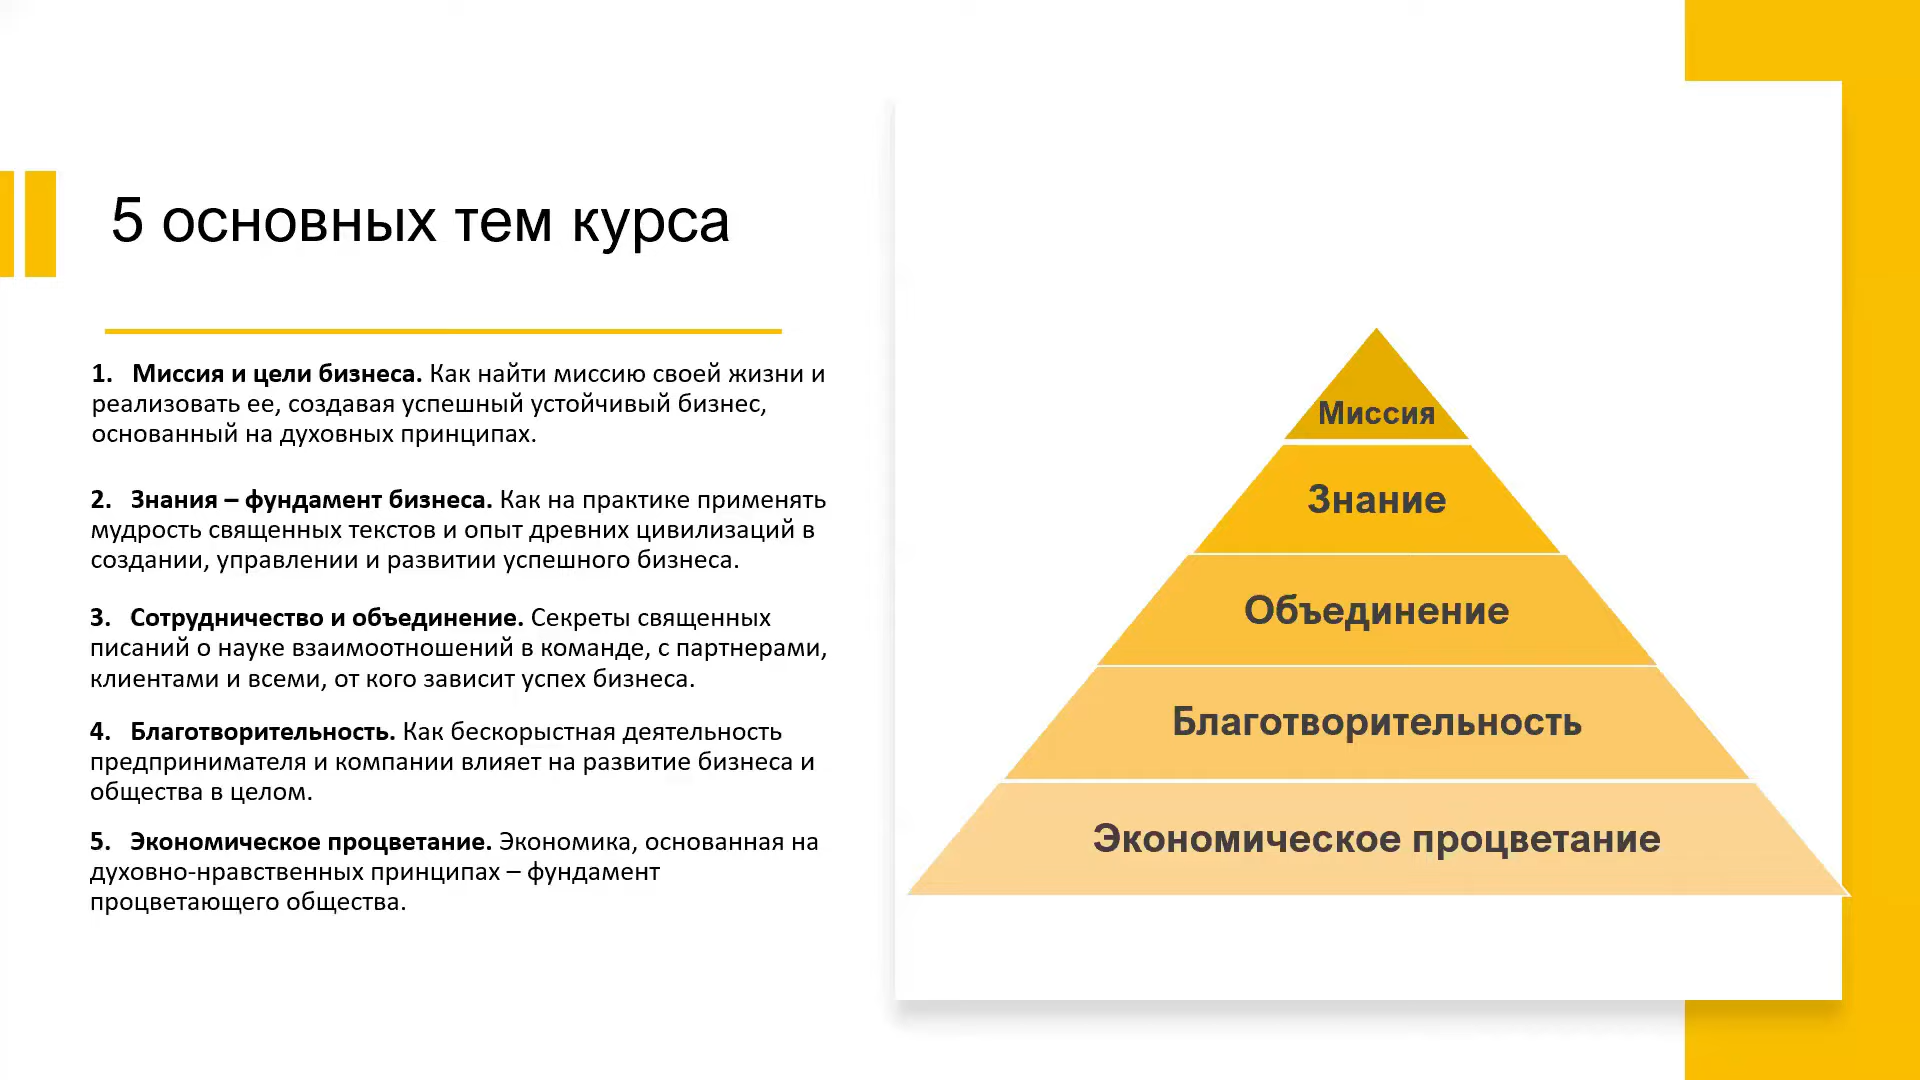 5 основных тем курса
1. Миссия и цели бизнеса. Как найти миссию своей жизни и
реализовать ее, создавая успешный устойчивый бизнес,
основанный на духовных принципах.
2. Знания – фундамент бизнеса. Как на практике применять
мудрость священных текстов и опыт древних цивилизаций в
создании, управлении и развитии успешного бизнеса.
3. Сотрудничество и объединение. Секреты священных
писаний о науке взаимоотношений в команде, с партнерами,
клиентами и всеми, от кого зависит успех бизнеса.
4. Благотворительность. Как бескорыстная деятельность
предпринимателя и компании влияет на развитие бизнеса и
общества в целом.
5. Экономическое процветание. Экономика, основанная на
духовно-нравственных принципах – фундамент
процветающего общества.
Миссия
Знание
Объединение
Благотворительность
Экономическое процветание